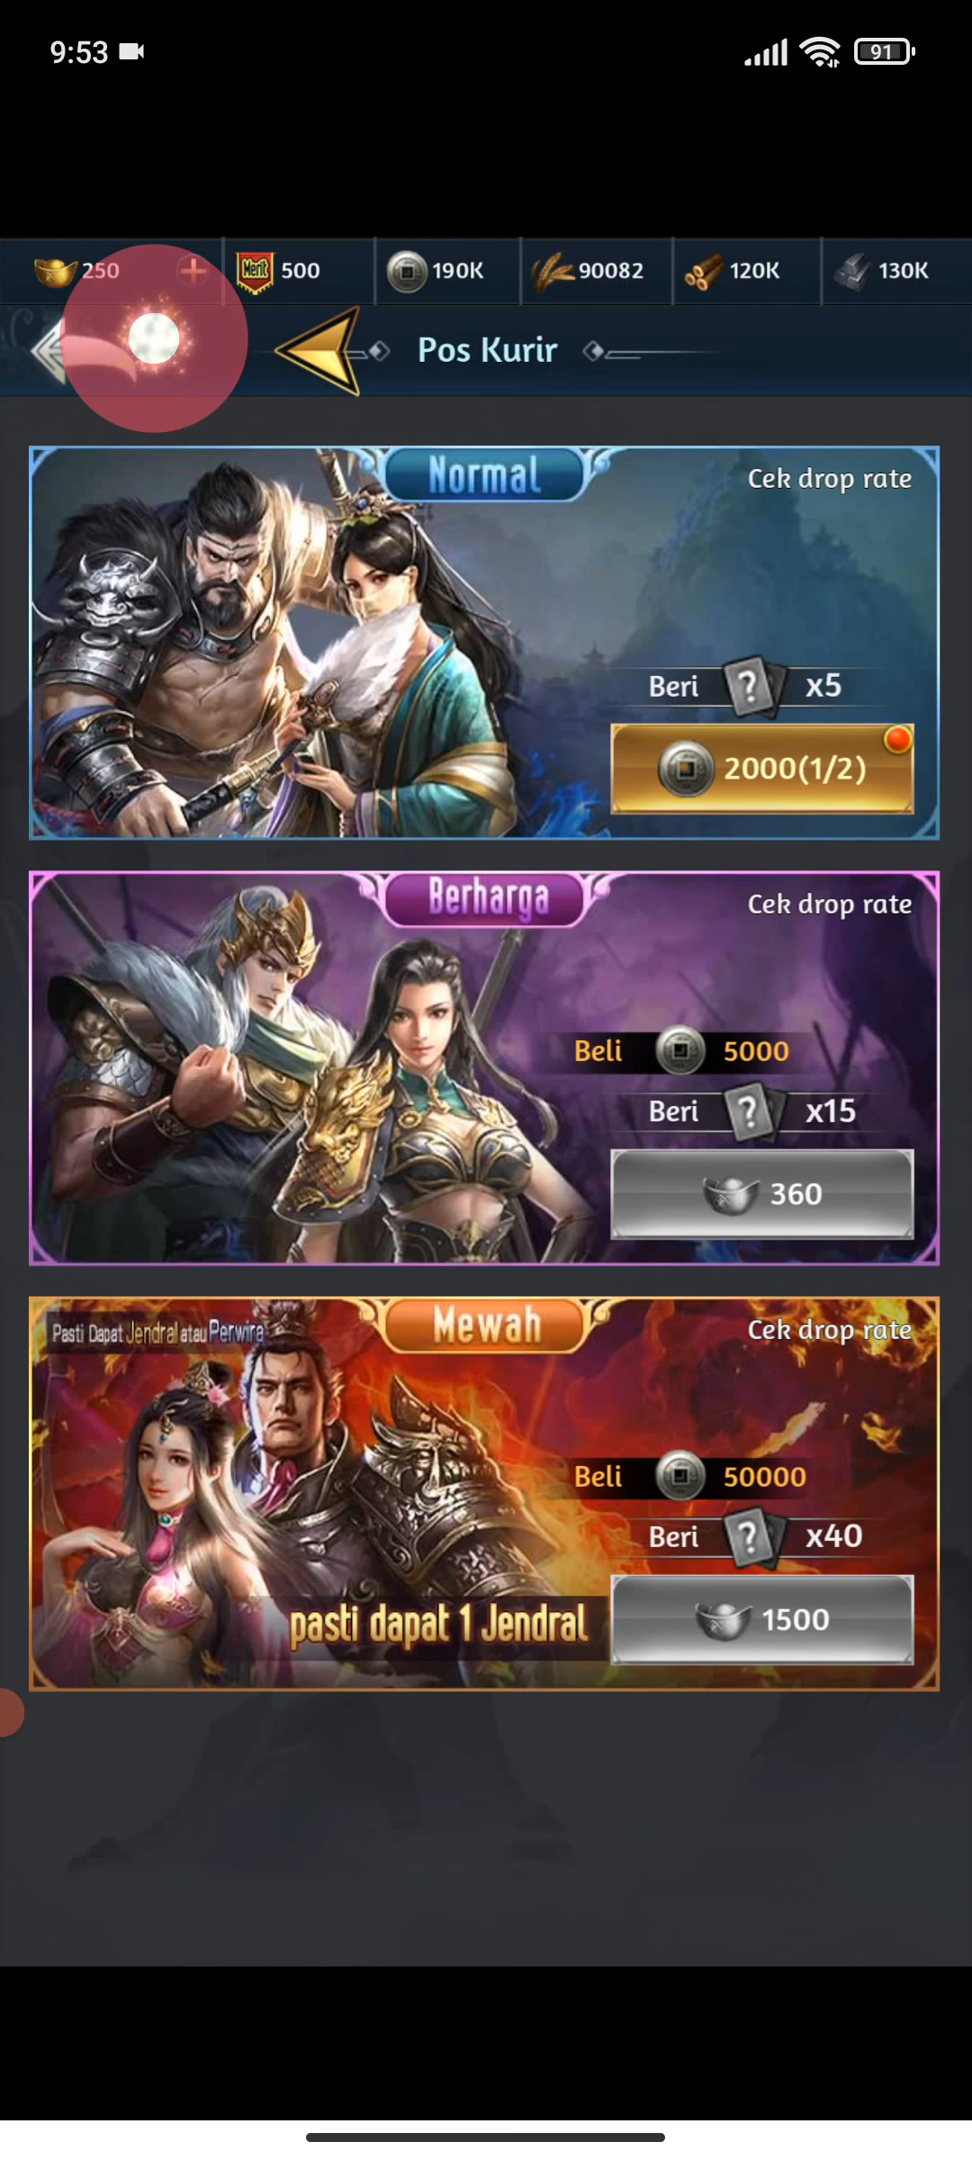 9:53
91
250
Merit
500
190K
90082
120K
130K
Pos Kurir
Normal
Cek drop rate
Beri ? x5
2000(1/2)
Berharga
Cek drop rate
Beli 5000
Beri ? x15
360
Pasti Dapat Jendral atau Perwira
Mewah
Cek drop rate
Beli 50000
Beri ? x40
pasti dapat 1 Jendral
1500